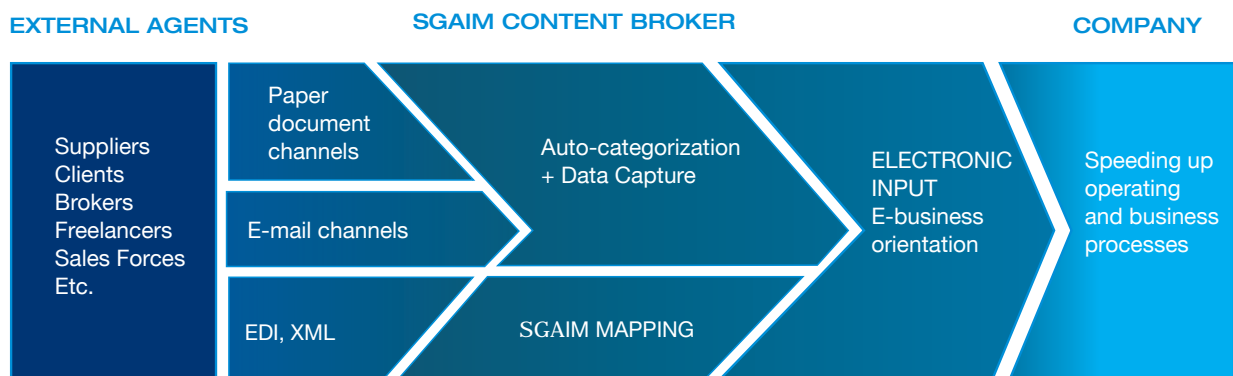 EXTERNAL AGENTS
SGAIM CONTENT BROKER
COMPANY
Suppliers
Clients
Brokers
Freelancers
Sales Forces
Etc.
Paper
document
channels
E-mail channels
EDI, XML
Auto-categorization
+ Data Capture
SGAIM MAPPING
ELECTRONIC
INPUT
E-business
orientation
Speeding up
operating
and business
processes